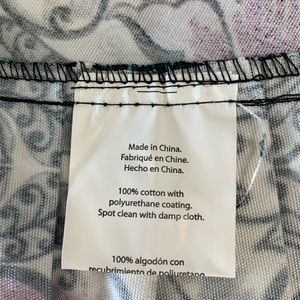 Made in China.
Fabriqué en Chine.
Hecho en China.
100% cotton with
polyurethane coating.
Spot clean with damp cloth.
100% algodón con
recubrimiento de poliuretano